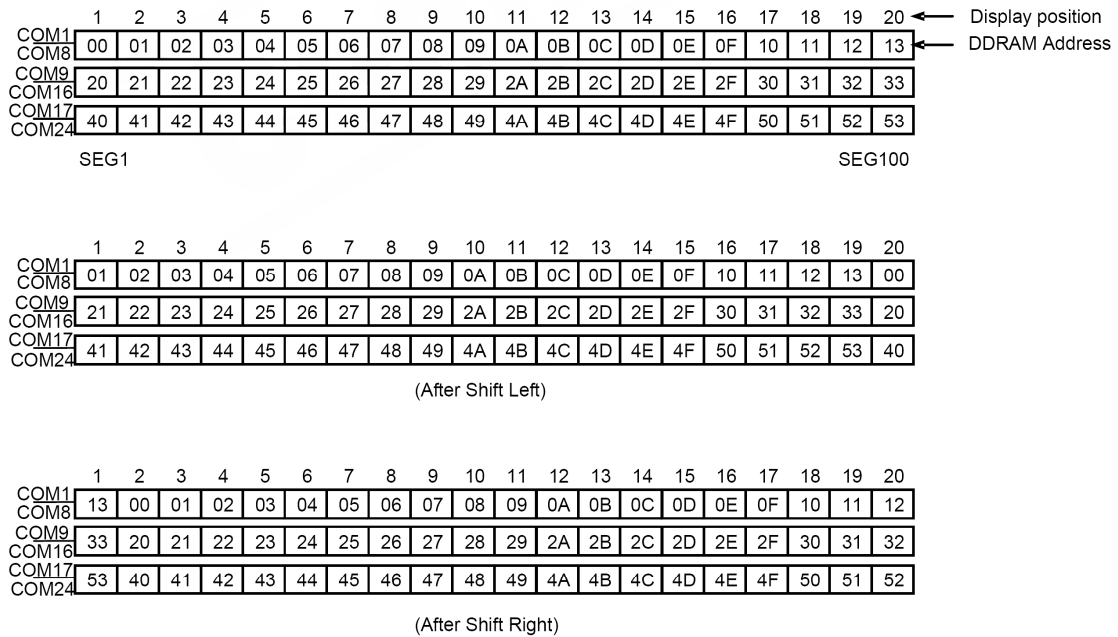 1 2 3 4 5 6 7 8 9 10 11 12 13 14 15 16 17 18 19 20 Display position
COM1
COM8 00 01 02 03 04 05 06 07 08 09 0A 0B 0C 0D 0E 0F 10 11 12 13 DDRAM Address
COM9
COM16 20 21 22 23 24 25 26 27 28 29 2A 2B 2C 2D 2E 2F 30 31 32 33
COM17
COM24 40 41 42 43 44 45 46 47 48 49 4A 4B 4C 4D 4E 4F 50 51 52 53
SEG1 SEG100
1 2 3 4 5 6 7 8 9 10 11 12 13 14 15 16 17 18 19 20
COM1
COM8 01 02 03 04 05 06 07 08 09 0A 0B 0C 0D 0E 0F 10 11 12 13 00
COM9
COM16 21 22 23 24 25 26 27 28 29 2A 2B 2C 2D 2E 2F 30 31 32 33 20
COM17
COM24 41 42 43 44 45 46 47 48 49 4A 4B 4C 4D 4E 4F 50 51 52 53 40
(After Shift Left)
1 2 3 4 5 6 7 8 9 10 11 12 13 14 15 16 17 18 19 20
COM1
COM8 13 00 01 02 03 04 05 06 07 08 09 0A 0B 0C 0D 0E 0F 10 11 12
COM9
COM16 33 20 21 22 23 24 25 26 27 28 29 2A 2B 2C 2D 2E 2F 30 31 32
COM17
COM24 53 40 41 42 43 44 45 46 47 48 49 4A 4B 4C 4D 4E 4F 50 51 52
(After Shift Right)